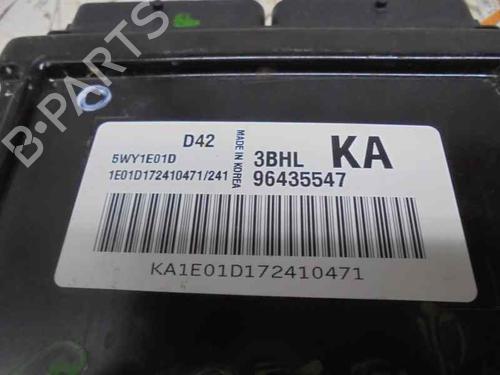 D42
5WY1E01D
1E01D172410471/241
MADE IN KOREA
3BHL KA
96435547
KA1E01D172410471
B-PARTS